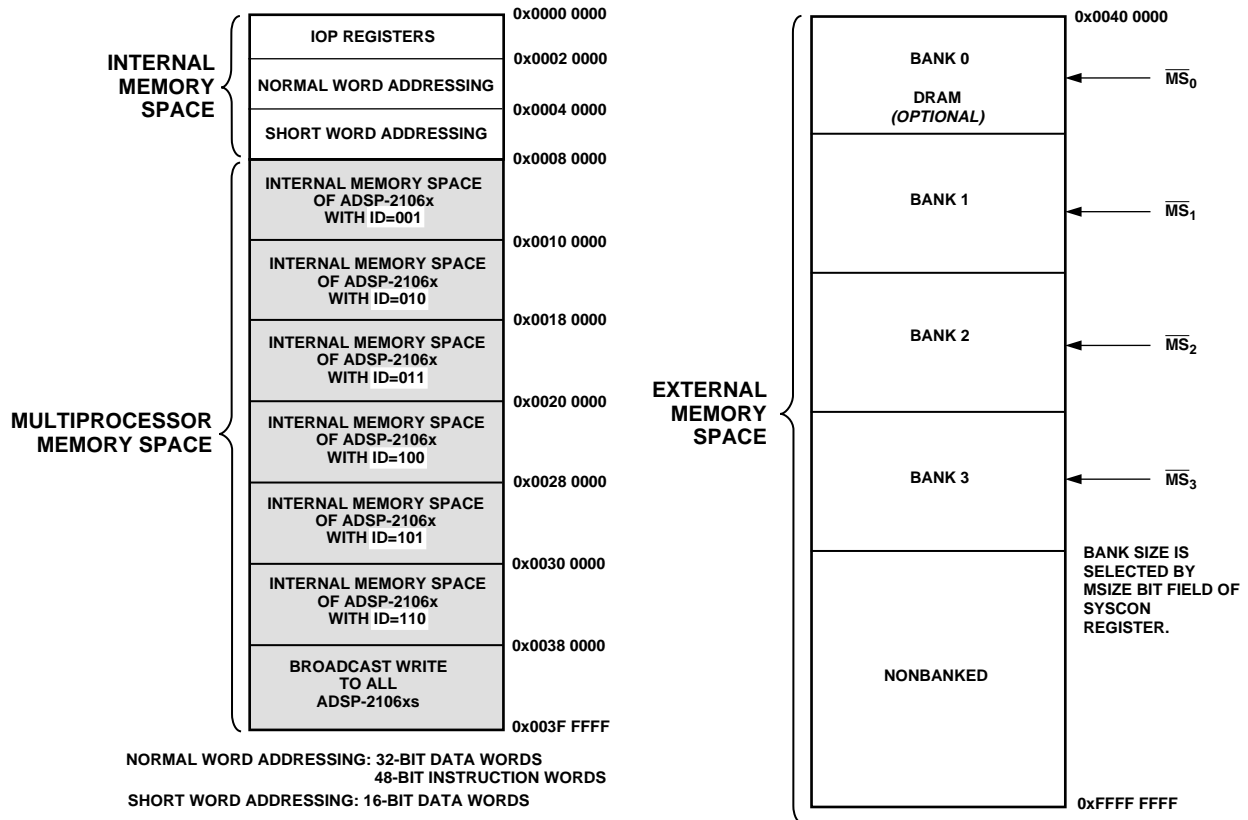 0x0000 0000
IOP REGISTERS
0x0002 0000
INTERNAL
MEMORY
SPACE
NORMAL WORD ADDRESSING
0x0004 0000
SHORT WORD ADDRESSING
0x0008 0000
INTERNAL MEMORY SPACE
OF ADSP-2106x
WITH ID=001
0x0010 0000
INTERNAL MEMORY SPACE
OF ADSP-2106x
WITH ID=010
0x0018 0000
INTERNAL MEMORY SPACE
OF ADSP-2106x
WITH ID=011
0x0020 0000
MULTIPROCESSOR
MEMORY SPACE
INTERNAL MEMORY SPACE
OF ADSP-2106x
WITH ID=100
0x0028 0000
INTERNAL MEMORY SPACE
OF ADSP-2106x
WITH ID=101
0x0030 0000
INTERNAL MEMORY SPACE
OF ADSP-2106x
WITH ID=110
0x0038 0000
BROADCAST WRITE
TO ALL
ADSP-2106xs
0x003F FFFF
NORMAL WORD ADDRESSING: 32-BIT DATA WORDS
48-BIT INSTRUCTION WORDS
SHORT WORD ADDRESSING: 16-BIT DATA WORDS
0x0040 0000
BANK 0
DRAM
(OPTIONAL)
M̅S̅₀
BANK 1
M̅S̅₁
BANK 2
M̅S̅₂
EXTERNAL
MEMORY
SPACE
BANK 3
M̅S̅₃
BANK SIZE IS
SELECTED BY
MSIZE BIT FIELD OF
SYSCON
REGISTER.
NONBANKED
0xFFFF FFFF